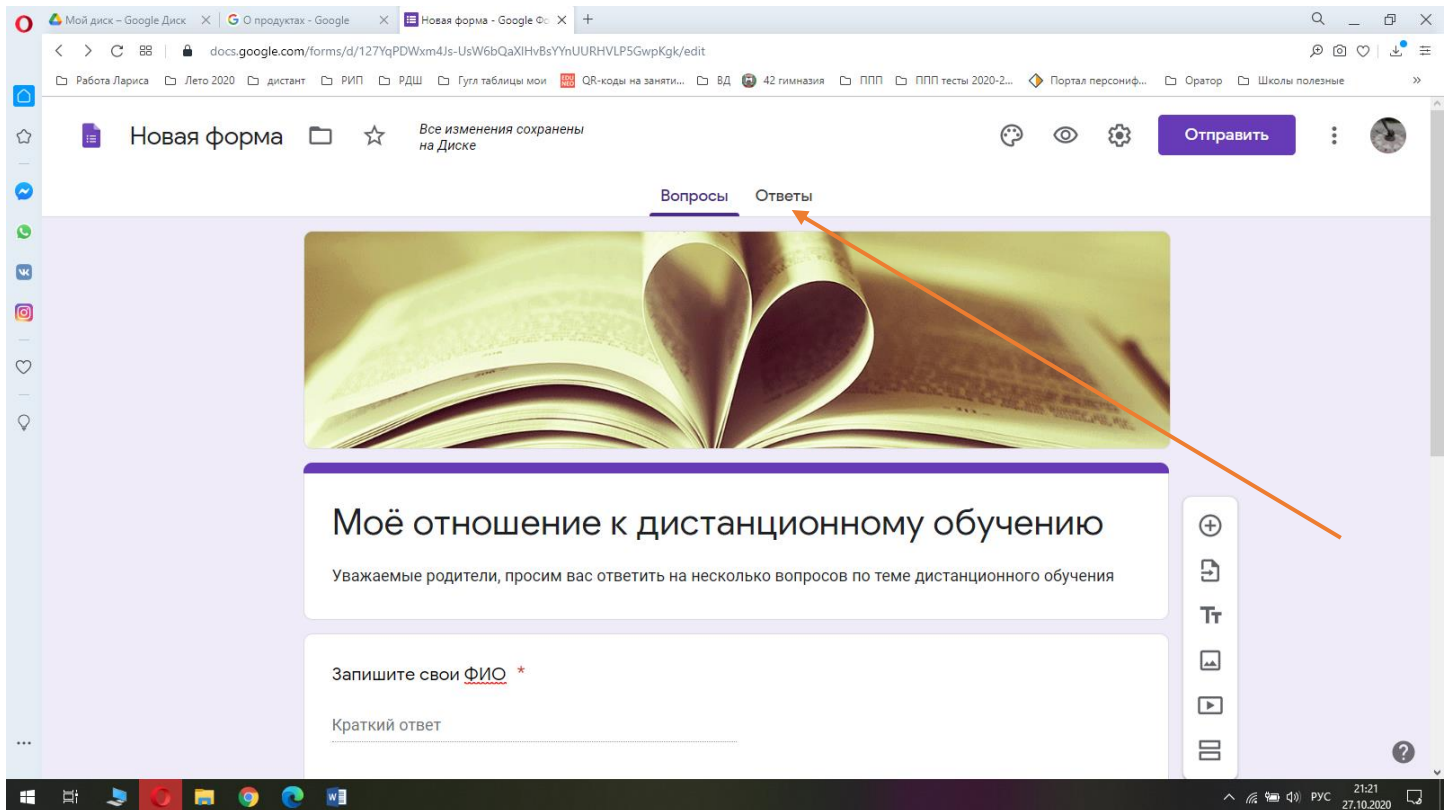 Мой диск – Google Диск
О продуктах - Google
Новая форма - Google Фо
docs.google.com/forms/d/127YqPDWxm4Js-UsW6bQaXIHvBsYYnUURHVLP5GwpKgk/edit
Работа Лариса
Лето 2020
дистант
РИП
РДШ
Гугл таблицы мои
QR-коды на заняти...
ВД
42 гимназия
ППП
ППП тесты 2020-2...
Портал персониф...
Оратор
Школы полезные
»
Новая форма
Все изменения сохранены
на Диске
Отправить
Вопросы
Ответы
Моё отношение к дистанционному обучению
Уважаемые родители, просим вас ответить на несколько вопросов по теме дистанционного обучения
Запишите свои ФИО *
Краткий ответ
РУС
21:21
27.10.2020